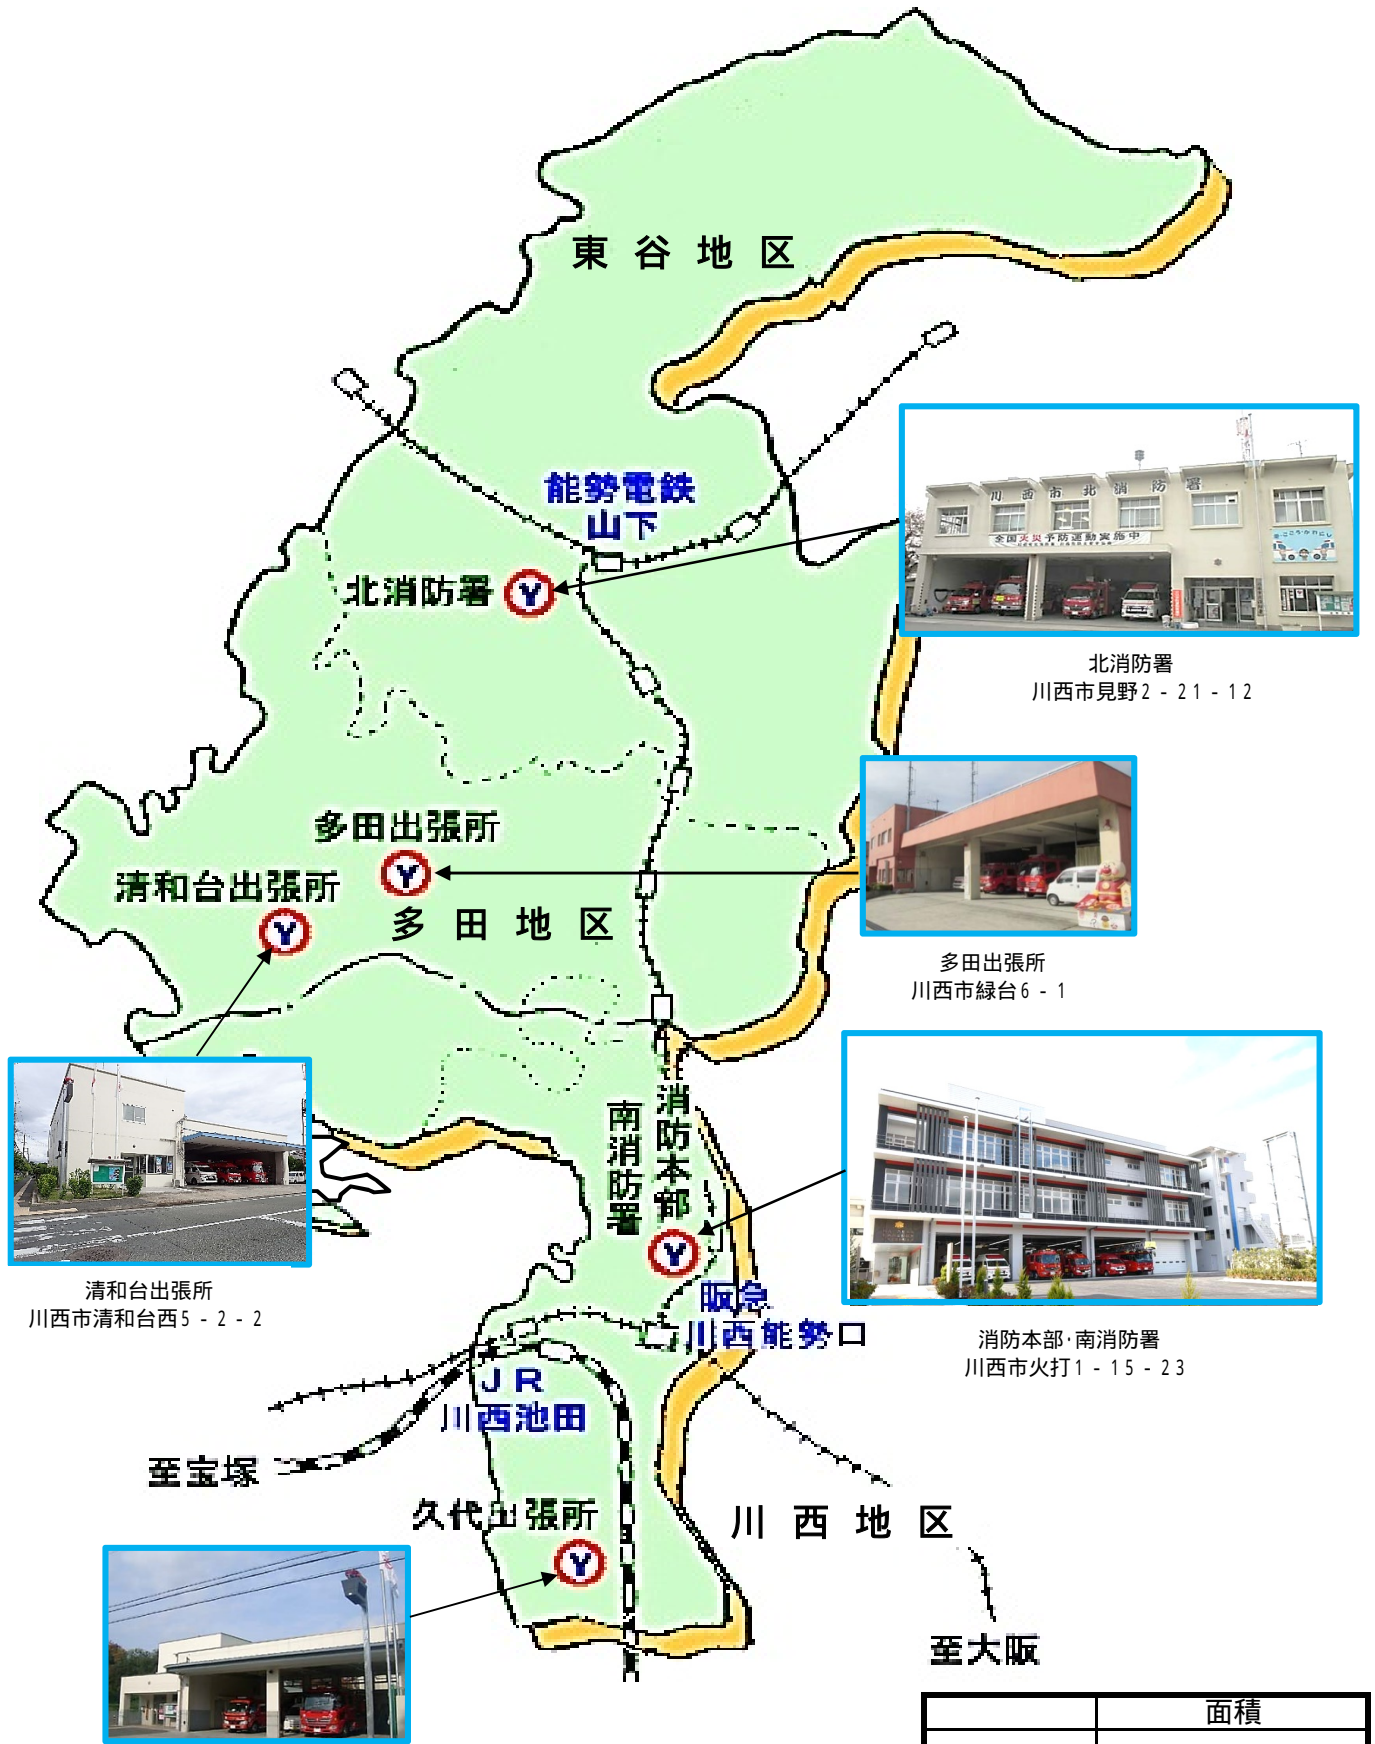 東谷地区
能勢電鉄
山下
川西市北消防署
全国火災予防運動実施中
北消防署
北消防署
川西市見野2-21-12
多田出張所
清和台出張所
多田地区
多田出張所
川西市緑台6-1
消防本部
南消防署
清和台出張所
川西市清和台西5-2-2
阪急
川西能勢口
消防本部・南消防署
川西市火打1-15-23
JR
川西池田
至宝塚
久代出張所
川西地区
至大阪
面積